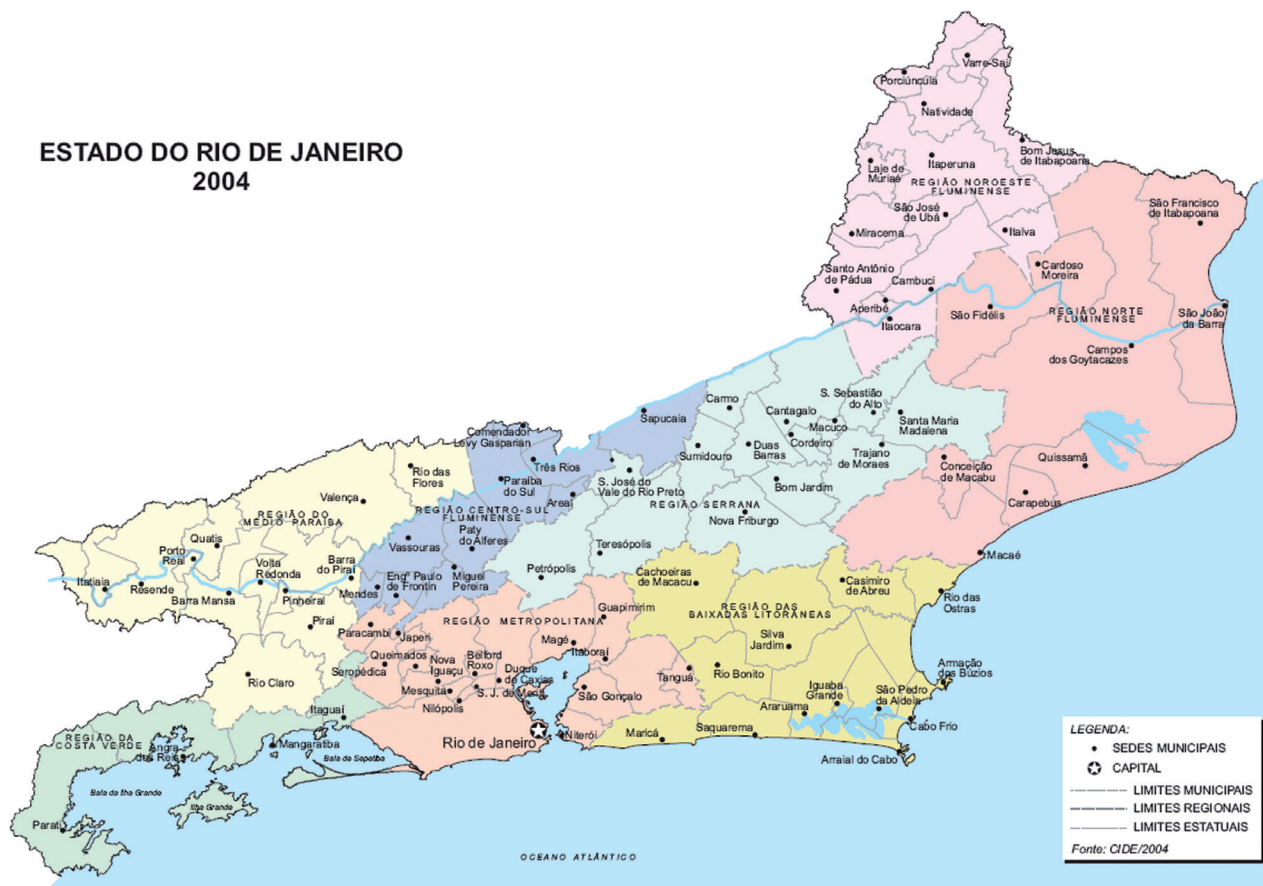 ESTADO DO RIO DE JANEIRO
2004
Varre-Sai
Porciúncula
Natividade
Bom Jesus
de Itabapoana
Itaperuna
Laje de
Muriaé
REGIÃO NOROESTE
FLUMINENSE
São José
de Ubá
Miracema
Italva
São Francisco
de Itabapoana
Santo Antônio
de Pádua
Cambuci
Cardoso
Moreira
Aperibé
Itaocara
São Fidélis
REGIÃO NORTE
FLUMINENSE
São João
da Barra
Campos
dos Goytacazes
Sapucaia
Carmo
Cantagalo
S. Sebastião
do Alto
Macuco
Cordeiro
Santa Maria
Madalena
Comendador
Levy Gasparian
Três Rios
Sumidouro
Duas
Barras
Trajano
de Moraes
Conceição
de Macabu
Quissamã
Carapebus
Rio das
Flores
Paraíba
do Sul
S. José do
Vale do Rio Preto
Bom Jardim
Valença
Areal
REGIÃO SERRANA
Nova Friburgo
REGIÃO DO
MÉDIO PARAÍBA
REGIÃO CENTRO-SUL
FLUMINENSE
Quatis
Vassouras
Paty
do Alferes
Teresópolis
Macaé
Porto
Real
Volta
Redonda
Barra
do Piraí
Petrópolis
Cachoeiras
de Macacu
Casimiro
de Abreu
Itatiaia
Resende
Barra Mansa
Pinheiral
Mendes
Engº Paulo
de Frontin
Miguel
Pereira
Rio das
Ostras
Piraí
Paracambi
Japeri
REGIÃO METROPOLITANA
Guapimirim
REGIÃO DAS
BAIXADAS LITORÂNEAS
Magé
Itaboraí
Silva
Jardim
Queimados
Seropédica
Nova
Iguaçu
Belford
Roxo
Duque
de Caxias
Mesquita
S. J. de Meriti
Nilópolis
São Gonçalo
Tanguá
Rio Bonito
Armação
dos Búzios
Rio Claro
Iguaba
Grande
São Pedro
da Aldeia
Araruama
Itaguaí
Cabo Frio
Rio de Janeiro
Niterói
Maricá
Saquarema
Arraial do Cabo
REGIÃO DA
COSTA VERDE
Angra
dos Reis
Mangaratiba
Baía de Sepetiba
Baía da Ilha Grande
Ilha Grande
Parati
OCEANO ATLÂNTICO
LEGENDA:
SEDES MUNICIPAIS
CAPITAL
LIMITES MUNICIPAIS
LIMITES REGIONAIS
LIMITES ESTATUAIS
Fonte: CIDE/2004